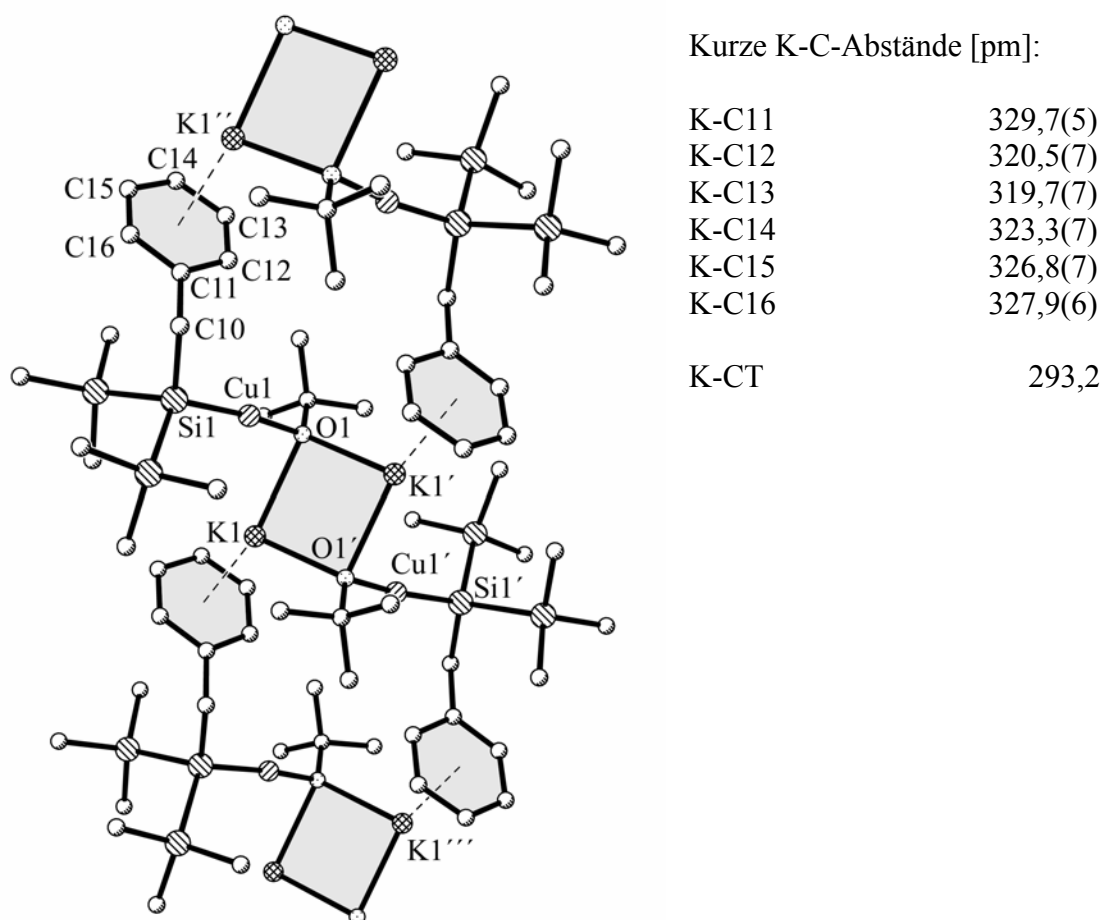 Kurze K-C-Abstände [pm]:
K-C11 329,7(5)
K-C12 320,5(7)
K-C13 319,7(7)
K-C14 323,3(7)
K-C15 326,8(7)
K-C16 327,9(6)
K-CT 293,2
K1´´
C14
C15
C13
C16
C12
C11
C10
Cu1
Si1
O1
K1´
K1
O1´
Cu1´
Si1´
K1´´´